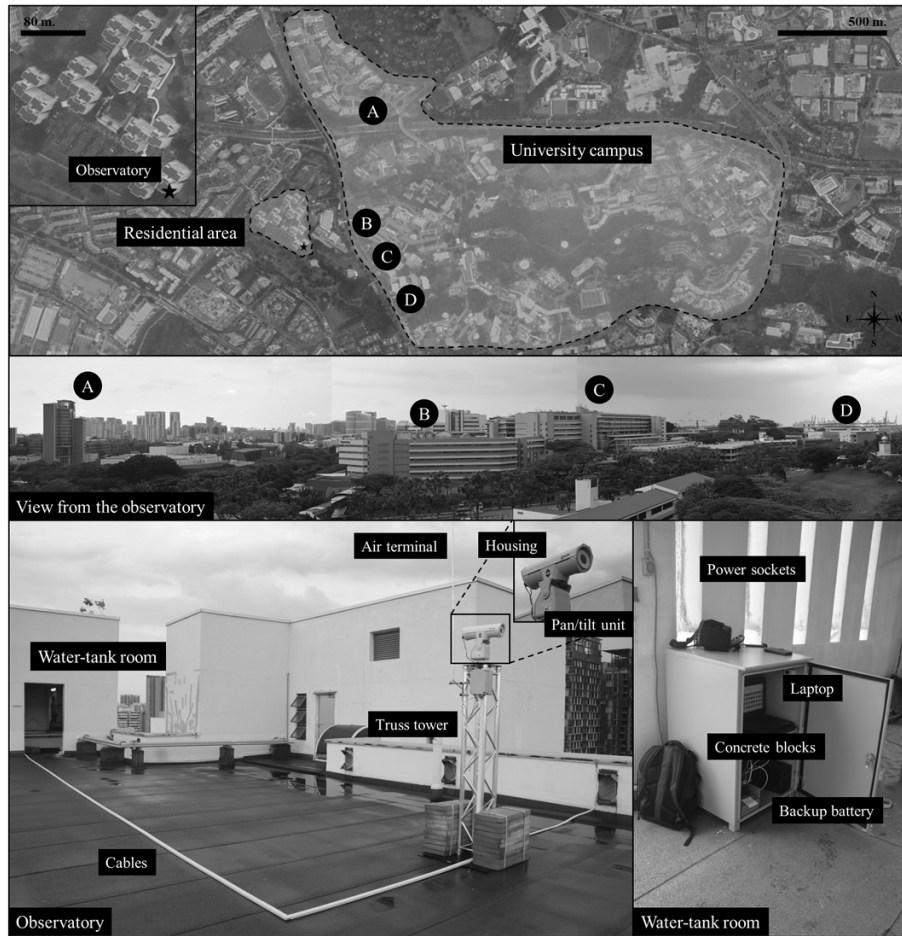 80 m.
500 m.
A
University campus
Observatory
Residential area
B
C
D
N
E W
S
A
B
C
D
View from the observatory
Air terminal
Housing
Pan/tilt unit
Water-tank room
Truss tower
Cables
Observatory
Power sockets
Laptop
Concrete blocks
Backup battery
Water-tank room